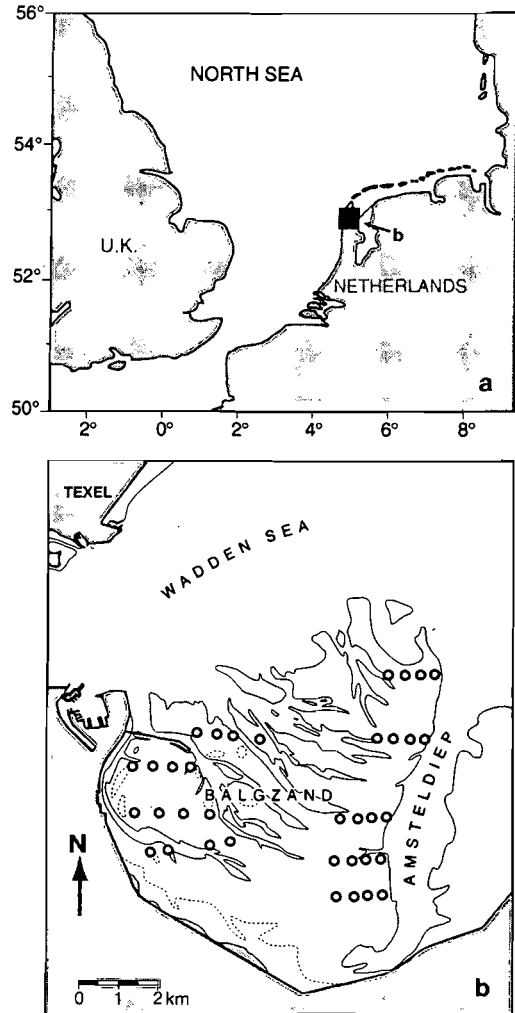 56°
NORTH SEA
54°
U.K.
b
52°
NETHERLANDS
50°
a
2° 0° 2° 4° 6° 8°
TEXEL
WADDEN SEA
BALGZAND
AMSTELDIEP
N
0 1 2 km
b